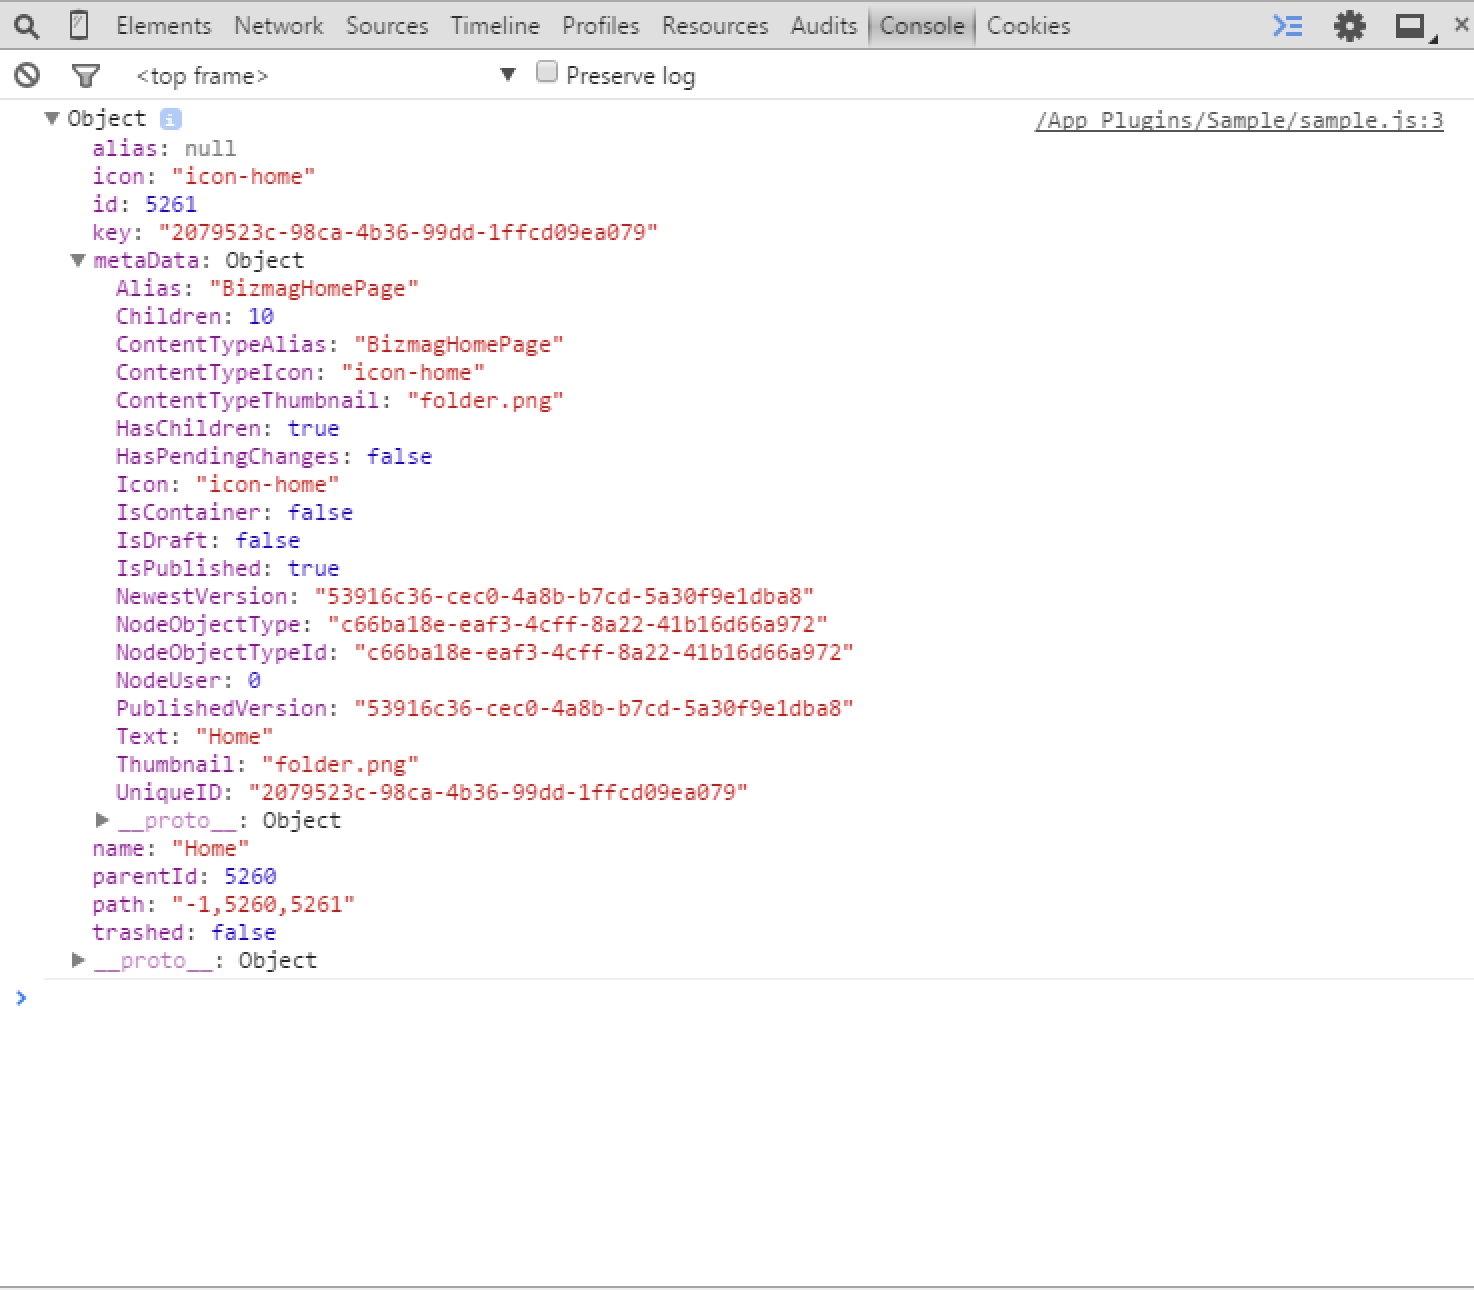 Elements Network Sources Timeline Profiles Resources Audits Console Cookies
<top frame> Preserve log
Object i /App Plugins/Sample/sample.js:3
alias: null
icon: "icon-home"
id: 5261
key: "2079523c-98ca-4b36-99dd-1ffcd09ea079"
metaData: Object
Alias: "BizmagHomePage"
Children: 10
ContentTypeAlias: "BizmagHomePage"
ContentTypeIcon: "icon-home"
ContentTypeThumbnail: "folder.png"
HasChildren: true
HasPendingChanges: false
Icon: "icon-home"
IsContainer: false
IsDraft: false
IsPublished: true
NewestVersion: "53916c36-cec0-4a8b-b7cd-5a30f9e1dba8"
NodeObjectType: "c66ba18e-eaf3-4cff-8a22-41b16d66a972"
NodeObjectTypeId: "c66ba18e-eaf3-4cff-8a22-41b16d66a972"
NodeUser: 0
PublishedVersion: "53916c36-cec0-4a8b-b7cd-5a30f9e1dba8"
Text: "Home"
Thumbnail: "folder.png"
UniqueID: "2079523c-98ca-4b36-99dd-1ffcd09ea079"
__proto__: Object
name: "Home"
parentId: 5260
path: "-1,5260,5261"
trashed: false
__proto__: Object